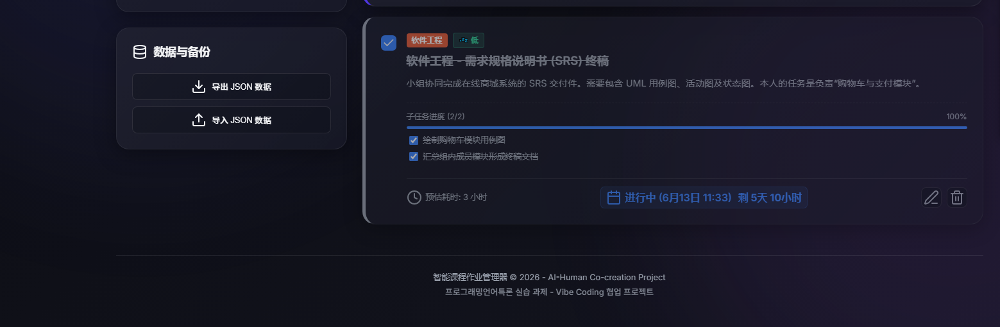 数据与备份
导出 JSON 数据
导入 JSON 数据
软件工程
💤 低
软件工程 - 需求规格说明书 (SRS) 终稿
小组协同完成在线商城系统的 SRS 交付件。需要包含 UML 用例图、活动图及状态图。本人的任务是负责“购物车与支付模块”。
子任务进度 (2/2) 100%
绘制购物车模块用例图
汇总组内成员模块形成终稿文档
预估耗时: 3 小时
进行中 (6月13日 11:33) 剩 5天 10小时
智能课程作业管理器 © 2026 - AI-Human Co-creation Project
프로그래밍언어특론 실습 과제 - Vibe Coding 협업 프로젝트